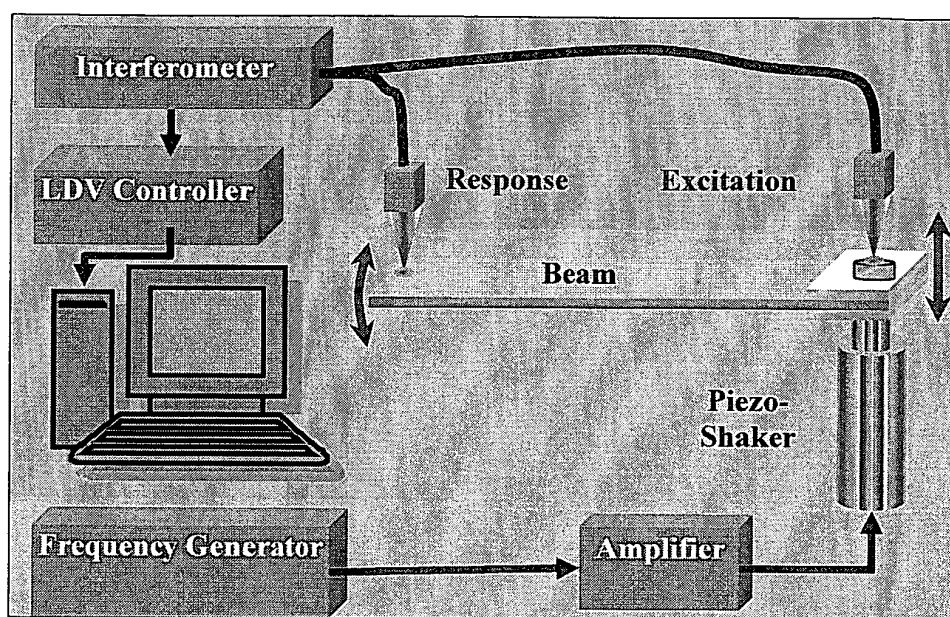 Interferometer
LDV Controller
Response
Excitation
Beam
Piezo-
Shaker
Frequency Generator
Amplifier